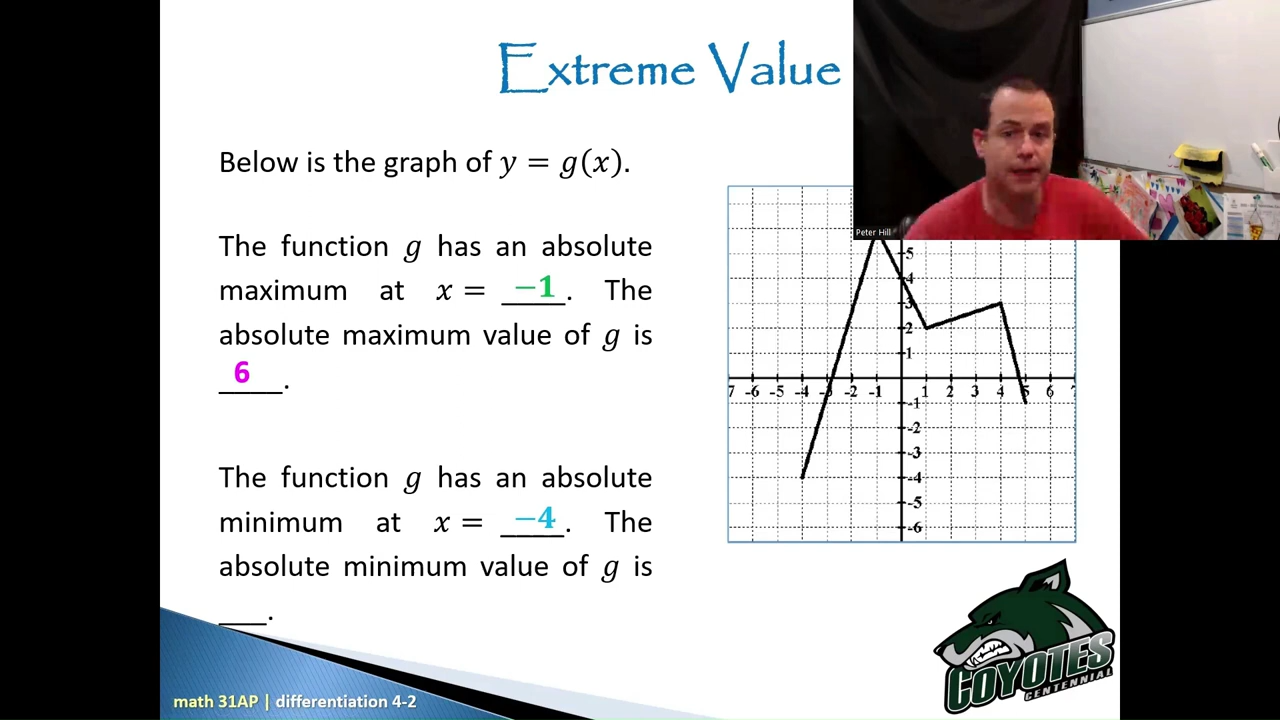 Extreme Value
Peter Hill
Below is the graph of y = g(x).
The function g has an absolute
maximum at x = −1. The
absolute maximum value of g is
6.
The function g has an absolute
minimum at x = −4. The
absolute minimum value of g is
___.
5
4
3
2
1
7 -6 -5 -4 -3 -2 -1 1 2 3 4 5 6
-1
-2
-3
-4
-5
-6
COYOTES
CENTENNIAL
math 31AP | differentiation 4-2